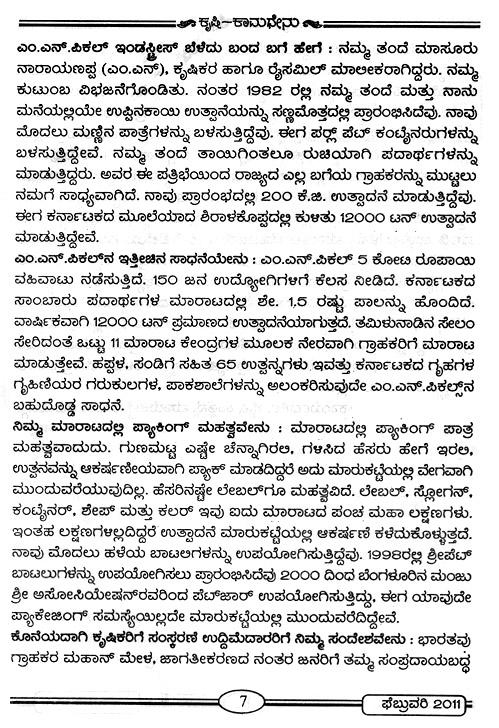 ಕೃಷಿ-ಕಾಮಧೇನು
ಎಂ.ಎನ್.ಪಿಕಲ್ ಇಂಡಸ್ಟ್ರೀಸ್ ಬೆಳೆದು ಬಂದ ಬಗೆ ಹೇಗೆ : ನಮ್ಮ ತಂದೆ ಮಾಸೂರು
ನಾರಾಯಣಪ್ಪ (ಎಂ.ಎನ್), ಕೃಷಿಕರ ಹಾಗೂ ರೈಸಮಿಲ್ ಮಾಲೀಕರಾಗಿದ್ದರು. ನಮ್ಮ
ಕುಟುಂಬ ವಿಭಜನೆಗೊಂಡಿತು. ನಂತರ 1982 ರಲ್ಲಿ ನಮ್ಮ ತಂದೆ ಮತ್ತು ನಾನು
ಮನೆಯಲ್ಲಿಯೇ ಉಪ್ಪಿನಕಾಯಿ ಉತ್ಪಾನೆಯನ್ನು ಸಣ್ಣಮೊತ್ತದಲ್ಲಿ ಪ್ರಾರಂಭಿಸಿದೆವು. ನಾವು
ಮೊದಲು ಮಣ್ಣಿನ ಪಾತ್ರೆಗಳನ್ನು ಬಳಸುತ್ತಿದ್ದೆವು. ಈಗ ಪರ್ಲ್ ಪೆಟ್ ಕಂಟೈನರುಗಳನ್ನು
ಬಳಸುತ್ತಿದ್ದೇವೆ. ನಮ್ಮ ತಂದೆ ತಾಯಿಗಿಂತಲೂ ರುಚಿಯಾಗಿ ಪದಾರ್ಥಗಳನ್ನು
ಮಾಡುತ್ತಿದ್ದರು. ಅವರ ಈ ಪತ್ರಿಭೆಯಿಂದ ರಾಜ್ಯದ ಎಲ್ಲ ಬಗೆಯ ಗ್ರಾಹಕರನ್ನು ಮುಟ್ಟಲು
ನಮಗೆ ಸಾಧ್ಯವಾಗಿದೆ. ನಾವು ಪ್ರಾರಂಭದಲ್ಲಿ 200 ಕೆ.ಜಿ. ಉತ್ಪಾದನೆ ಮಾಡುತ್ತಿದ್ದೆವು.
ಈಗ ಕರ್ನಾಟಕದ ಮೂಲೆಯಾದ ಶಿರಾಳಕೊಪ್ಪದಲ್ಲಿ ಕುಳಿತು 12000 ಟನ್ ಉತ್ಪಾದನೆ
ಮಾಡುತ್ತಿದ್ದೇವೆ.
ಎಂ.ಎನ್.ಪಿಕಲ್‌ನ ಇತ್ತೀಚಿನ ಸಾಧನೆಯೇನು : ಎಂ.ಎನ್.ಪಿಕಲ್ 5 ಕೋಟಿ ರೂಪಾಯಿ
ವಹಿವಾಟು ನಡೆಸುತ್ತಿದೆ. 150 ಜನ ಉದ್ಯೋಗಿಗಳಿಗೆ ಕೆಲಸ ನೀಡಿದೆ. ಕರ್ನಾಟಕದ
ಸಾಂಬಾರು ಪದಾರ್ಥಗಳ ಮಾರಾಟದಲ್ಲಿ ಶೇ. 1,5 ರಷ್ಟು ಪಾಲನ್ನು ಹೊಂದಿದೆ.
ವಾರ್ಷಿಕವಾಗಿ 12000 ಟನ್ ಪ್ರಮಾಣದ ಉತ್ಪಾದನೆಯಾಗುತ್ತದೆ. ತಮಿಳುನಾಡಿನ ಸೇಲಂ
ಸೇರಿದಂತೆ ಒಟ್ಟು 11 ಮಾರಾಟ ಕೇಂದ್ರಗಳ ಮೂಲಕ ನೇರವಾಗಿ ಗ್ರಾಹಕರಿಗೆ ಮಾರಾಟ
ಮಾಡುತ್ತೇವೆ. ಹಪ್ಪಳ, ಸಂಡಿಗೆ ಸಹಿತ 65 ಉತ್ಪನ್ನಗಳು ಇವತ್ತು ಕರ್ನಾಟಕದ ಗೃಹಗಳ
ಗೃಹಿಣಿಯರ ಗರುಕುಲಗಳ, ಪಾಕಶಾಲೆಗಳನ್ನು ಅಲಂಕರಿಸುವುದೇ ಎಂ.ಎನ್.ಪಿಕಲ್ಸ್‌ನ
ಬಹುದೊಡ್ಡ ಸಾಧನೆ.
ನಿಮ್ಮ ಮಾರಾಟದಲ್ಲಿ ಪ್ಯಾಕಿಂಗ್ ಮಹತ್ವವೇನು : ಮಾರಾಟದಲ್ಲಿ ಪ್ಯಾಕಿಂಗ್ ಪಾತ್ರ
ಮಹತ್ವವಾದುದು. ಗುಣಮಟ್ಟ ಎಷ್ಟೇ ಚೆನ್ನಾಗಿರಲಿ, ಗಳಸಿದ ಹೆಸರು ಹೇಗೆ ಇರಲಿ,
ಉತ್ಪನವನ್ನು ಆಕರ್ಷಣೀಯವಾಗಿ ಪ್ಯಾಕ್ ಮಾಡದಿದ್ದರೆ ಅದು ಮಾರುಕಟ್ಟೆಯಲ್ಲಿ ವೇಗವಾಗಿ
ಮುಂದುವರೆಯುವುದಿಲ್ಲ. ಹೆಸರಿನಷ್ಟೇ ಲೇಬಲ್‌ಗೂ ಮಹತ್ವವಿದೆ. ಲೇಬಲ್, ಸ್ಲೋಗನ್,
ಕಂಟೈನರ್, ಶೇಪ್ ಮತ್ತು ಕಲರ್ ಇವು ಐದು ಮಾರಾಟದ ಪಂಚ ಮಹಾ ಲಕ್ಷಣಗಳು.
ಇಂತಹ ಲಕ್ಷಣಗಳಲ್ಲದಿದ್ದರೆ ಉತ್ಪಾದನೆ ಮಾರುಕಟ್ಟೆಯಲ್ಲಿ ಆಕರ್ಷಣೆ ಕಳೆದುಕೊಳ್ಳುತ್ತದೆ.
ನಾವು ಮೊದಲು ಹಳೆಯ ಬಾಟಲಗಳನ್ನು ಉಪಯೋಗಿಸುತ್ತಿದ್ದೆವು. 1998ರಲ್ಲಿ ಶ್ರೀಪೆಟ್
ಬಾಟಲುಗಳನ್ನು ಉಪಯೋಗಿಸಲು ಪ್ರಾರಂಭಿಸಿದೆವು 2000 ದಿಂದ ಬೆಂಗಳೂರಿನ ಮಂಜು
ಶ್ರೀ ಅಸೋಸಿಯೇಷನ್‌ರವರಿಂದ ಪೆಟ್‌ಜಾರ್ ಉಪಯೋಗಿಸುತ್ತಿದ್ದು, ಈಗ ಯಾವುದೇ
ಪ್ಯಾಕೇಜಿಂಗ್ ಸಮಸ್ಯೆಯಿಲ್ಲದೇ ಮಾರುಕಟ್ಟೆಯಲ್ಲಿ ಮುಂದುವರೆದಿದ್ದೇವೆ.
ಕೊನೆಯದಾಗಿ ಕೃಷಿಕರಿಗೆ ಸಂಸ್ಕರಣೆ ಉದ್ದಿಮೆದಾರರಿಗೆ ನಿಮ್ಮ ಸಂದೇಶವೇನು : ಭಾರತವು
ಗ್ರಾಹಕರ ಮಹಾನ್ ಮೇಳ, ಜಾಗತೀಕರಣದ ನಂತರ ಜನರಿಗೆ ತಮ್ಮ ಸಂಪ್ರದಾಯಬದ್ಧ
7
ಫೆಬ್ರುವರಿ 2011